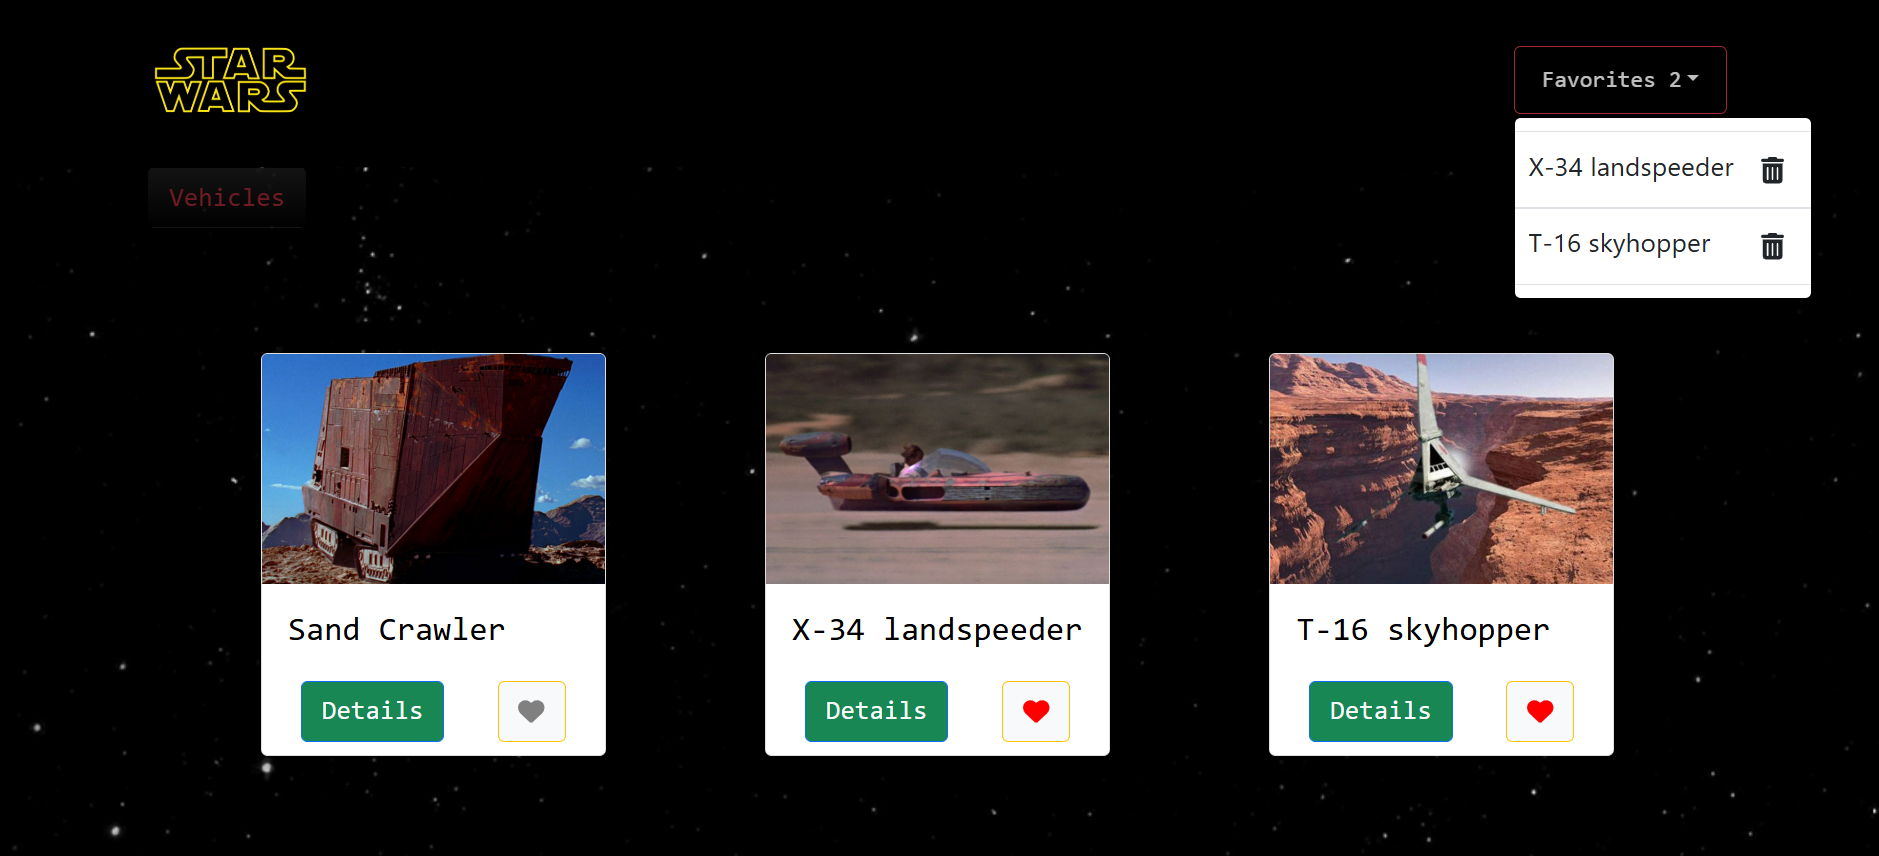 STAR
WARS
Favorites 2
X-34 landspeeder
T-16 skyhopper
Vehicles
Sand Crawler
X-34 landspeeder
T-16 skyhopper
Details
Details
Details